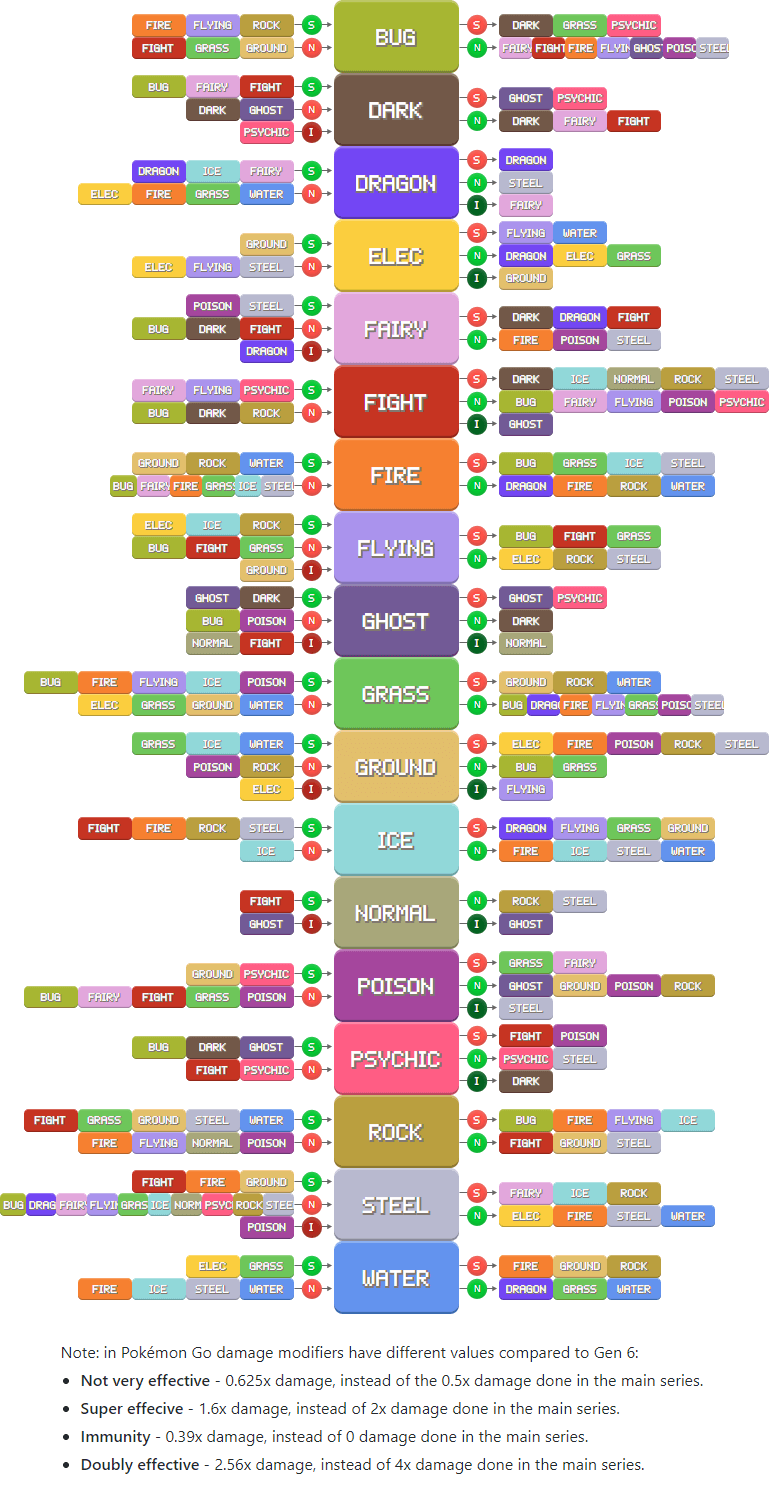 FIRE FLYING ROCK S
FIGHT GRASS GROUND N
BUG
S DARK GRASS PSYCHIC
N FAIRY FIGHT FIRE FLYIN GHOST POISO STEEL
BUG FAIRY FIGHT S
DARK GHOST N
PSYCHIC I
DARK
S GHOST PSYCHIC
N DARK FAIRY FIGHT
DRAGON ICE FAIRY S
ELEC FIRE GRASS WATER N
DRAGON
S DRAGON
N STEEL
I FAIRY
GROUND S
ELEC FLYING STEEL N
ELEC
S FLYING WATER
N DRAGON ELEC GRASS
I GROUND
POISON STEEL S
BUG DARK FIGHT N
DRAGON I
FAIRY
S DARK DRAGON FIGHT
N FIRE POISON STEEL
FAIRY FLYING PSYCHIC S
BUG DARK ROCK N
FIGHT
S DARK ICE NORMAL ROCK STEEL
N BUG FAIRY FLYING POISON PSYCHIC
I GHOST
GROUND ROCK WATER S
BUG FAIRY FIRE GRASS ICE STEEL N
FIRE
S BUG GRASS ICE STEEL
N DRAGON FIRE ROCK WATER
ELEC ICE ROCK S
BUG FIGHT GRASS N
GROUND I
FLYING
S BUG FIGHT GRASS
N ELEC ROCK STEEL
GHOST DARK S
BUG POISON N
NORMAL FIGHT I
GHOST
S GHOST PSYCHIC
N DARK
I NORMAL
BUG FIRE FLYING ICE POISON S
ELEC GRASS GROUND WATER N
GRASS
S GROUND ROCK WATER
N BUG DRAGO FIRE FLYIN GRASS POISO STEEL
GRASS ICE WATER S
POISON ROCK N
ELEC I
GROUND
S ELEC FIRE POISON ROCK STEEL
N BUG GRASS
I FLYING
FIGHT FIRE ROCK STEEL S
ICE N
ICE
S DRAGON FLYING GRASS GROUND
N FIRE ICE STEEL WATER
FIGHT S
GHOST I
NORMAL
N ROCK STEEL
I GHOST
GROUND PSYCHIC S
BUG FAIRY FIGHT GRASS POISON N
POISON
S GRASS FAIRY
N GHOST GROUND POISON ROCK
I STEEL
BUG DARK GHOST S
FIGHT PSYCHIC N
PSYCHIC
S FIGHT POISON
N PSYCHIC STEEL
I DARK
FIGHT GRASS GROUND STEEL WATER S
FIRE FLYING NORMAL POISON N
ROCK
S BUG FIRE FLYING ICE
N FIGHT GROUND STEEL
FIGHT FIRE GROUND S
BUG DRAG FAIRY FLYIN GRAS ICE NORM PSYC ROCK STEE N
POISON I
STEEL
S FAIRY ICE ROCK
N ELEC FIRE STEEL WATER
ELEC GRASS S
FIRE ICE STEEL WATER N
WATER
S FIRE GROUND ROCK
N DRAGON GRASS WATER
Note: in Pokémon Go damage modifiers have different values compared to Gen 6:
• Not very effective - 0.625x damage, instead of the 0.5x damage done in the main series.
• Super effecive - 1.6x damage, instead of 2x damage done in the main series.
• Immunity - 0.39x damage, instead of 0 damage done in the main series.
• Doubly effective - 2.56x damage, instead of 4x damage done in the main series.